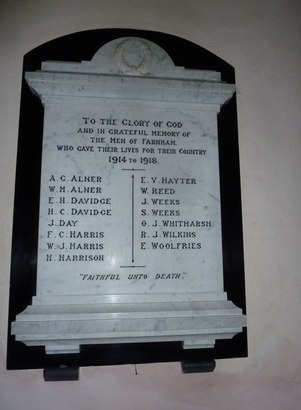 TO THE GLORY OF GOD
AND IN GRATEFUL MEMORY OF
THE MEN OF FARNHAM.
WHO GAVE THEIR LIVES FOR THEIR COUNTRY
1914 TO 1918.
A. G. ALNER
W. H. ALNER
E. H. DAVIDGE
H. C. DAVIDGE
J. DAY
F. C. HARRIS
W. J. HARRIS
H. HARRISON
E. V. HAYTER
W. REED
J. WEEKS
S. WEEKS
O. J. WHITMARSH
R. J. WILKINS
E. WOOLFRIES
"FAITHFUL UNTO DEATH."